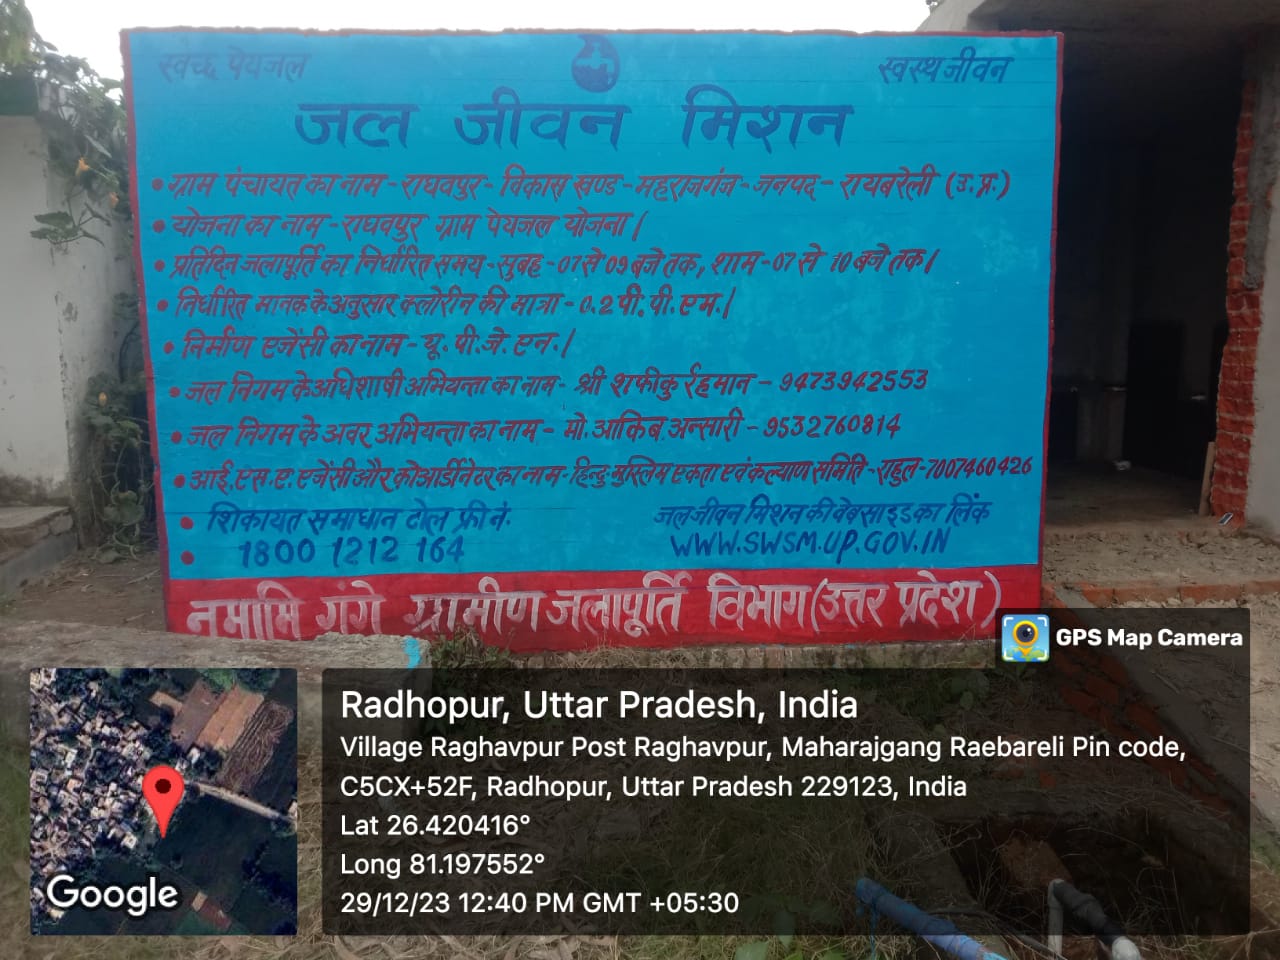 स्वच्छ पेयजल स्वस्थ जीवन
जल जीवन मिशन
• ग्राम पंचायत का नाम - राघवपुर - विकास खण्ड - महराजगंज - जनपद - रायबरेली (उ.प्र.)
• योजना का नाम - राघवपुर ग्राम पेयजल योजना।
• प्रतिदिन जलापूर्ति का निर्धारित समय - सुबह - 07 से 09 बजे तक, शाम - 07 से 10 बजे तक।
• निर्धारित मानक के अनुसार क्लोरीन की मात्रा - 0.2 पी.पी.एम.।
• निर्माण एजेंसी का नाम - यू.पी.जे.एन.।
• जल निगम के अधिशाषी अभियन्ता का नाम - श्री शफीकुर्रहमान - 9473942553
• जल निगम के अवर अभियन्ता का नाम - मो. आकिब अन्सारी - 9532760814
• आई.एस.ए. एजेंसी और कोआर्डीनेटर का नाम - हिन्दु मुस्लिम एकता एवं कल्याण समिति - राहुल - 7007460426
• शिकायत समाधान टोल फ्री नं. जल जीवन मिशन की वेबसाइड का लिंक
• 1800 1212 164 WWW.SWSM.UP.GOV.IN
नमामि गंगे ग्रामीण जलापूर्ति विभाग (उत्तर प्रदेश)
GPS Map Camera
Radhopur, Uttar Pradesh, India
Village Raghavpur Post Raghavpur, Maharajgang Raebareli Pin code,
C5CX+52F, Radhopur, Uttar Pradesh 229123, India
Lat 26.420416°
Long 81.197552°
29/12/23 12:40 PM GMT +05:30
Google